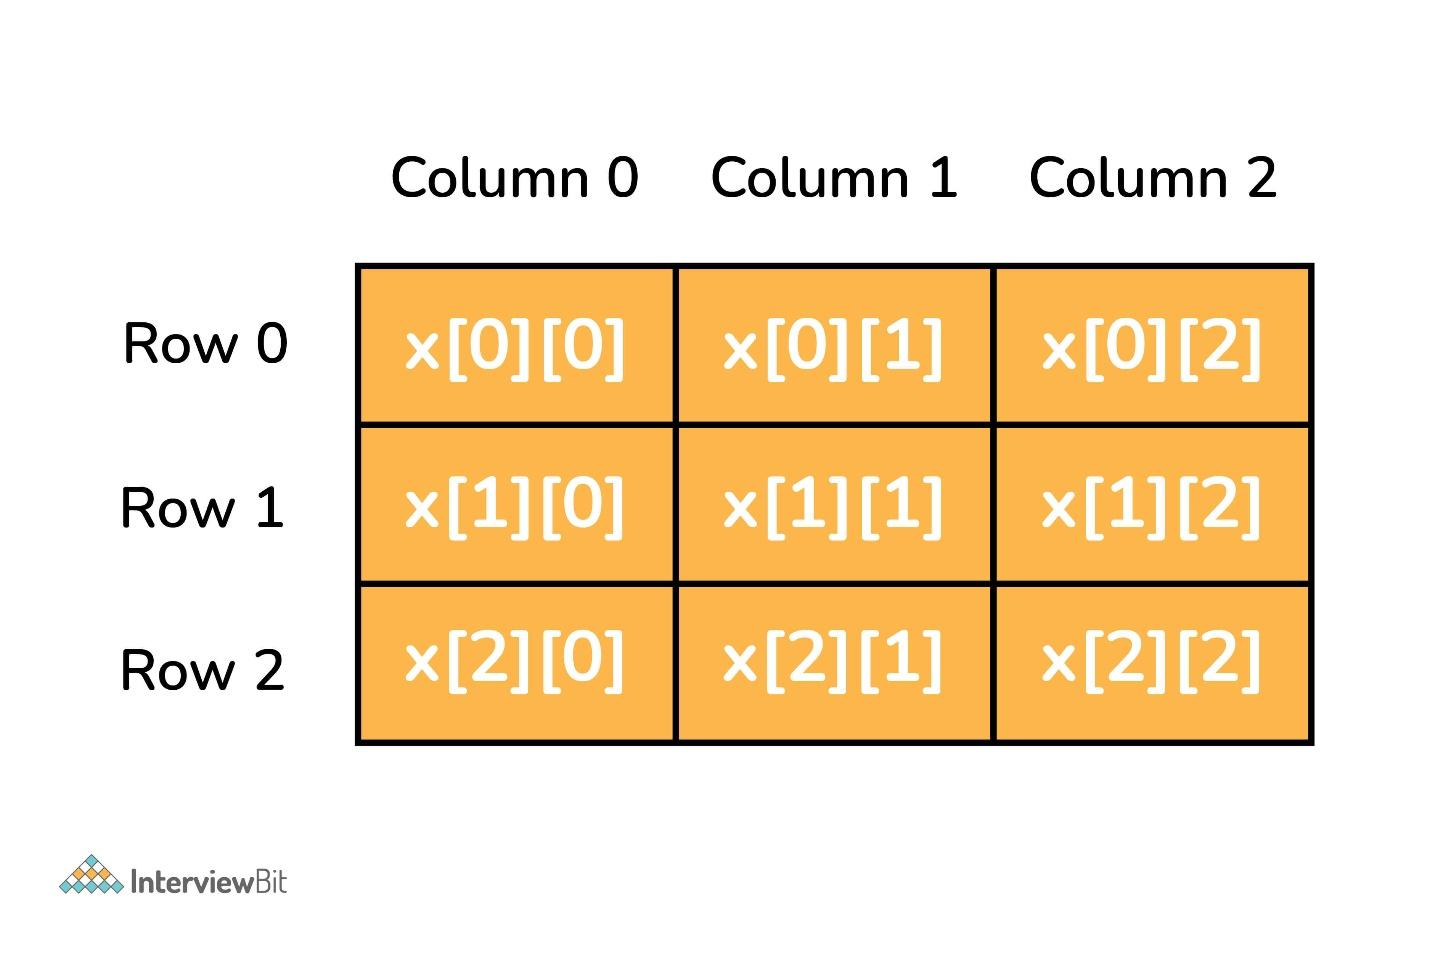 Column 0 Column 1 Column 2
Row 0 x[0][0] x[0][1] x[0][2]
Row 1 x[1][0] x[1][1] x[1][2]
Row 2 x[2][0] x[2][1] x[2][2]
InterviewBit